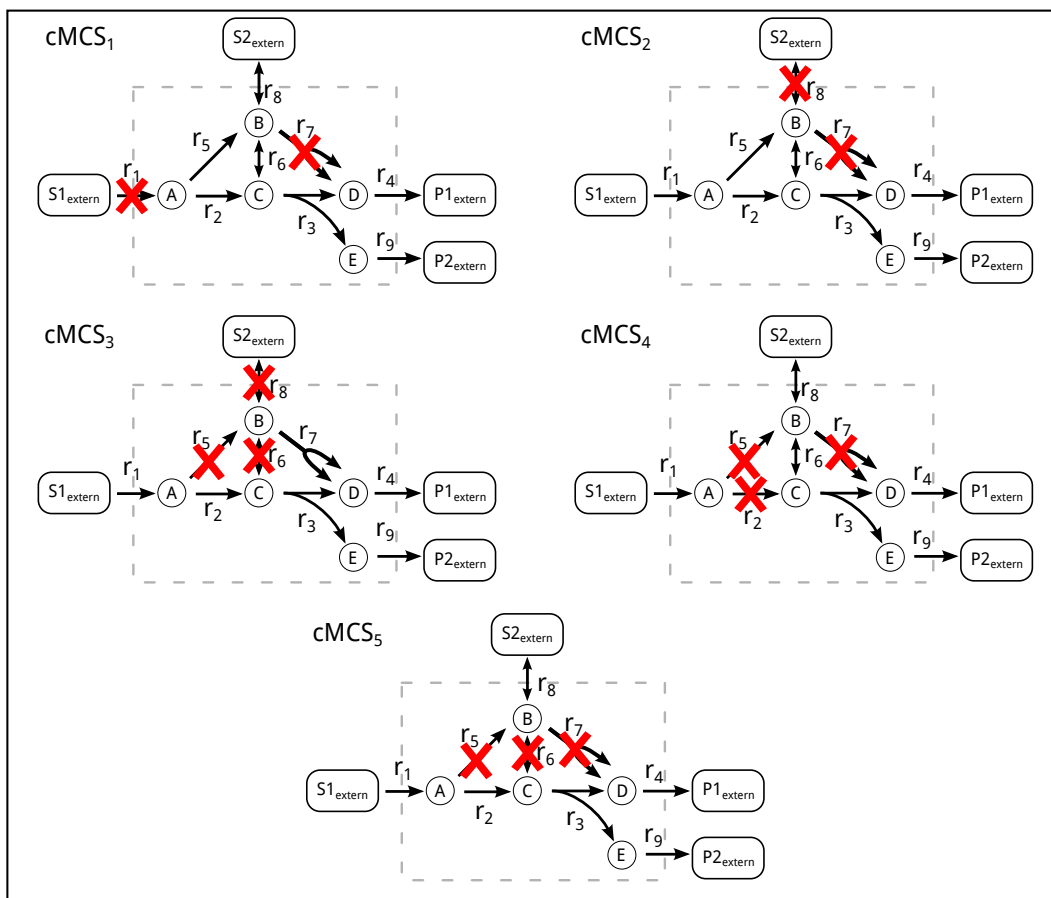 cMCS1
S2extern
r8
B
r7
r5
r6
r1
S1extern
A
C
D
r4
P1extern
r2
r3
E
r9
P2extern
cMCS2
S2extern
r8
B
r7
r5
r6
r1
S1extern
A
C
D
r4
P1extern
r2
r3
E
r9
P2extern
cMCS3
S2extern
r8
B
r7
r5
r6
r1
S1extern
A
C
D
r4
P1extern
r2
r3
E
r9
P2extern
cMCS4
S2extern
r8
B
r7
r5
r6
r1
S1extern
A
C
D
r4
P1extern
r2
r3
E
r9
P2extern
cMCS5
S2extern
r8
B
r7
r5
r6
r1
S1extern
A
C
D
r4
P1extern
r2
r3
E
r9
P2extern